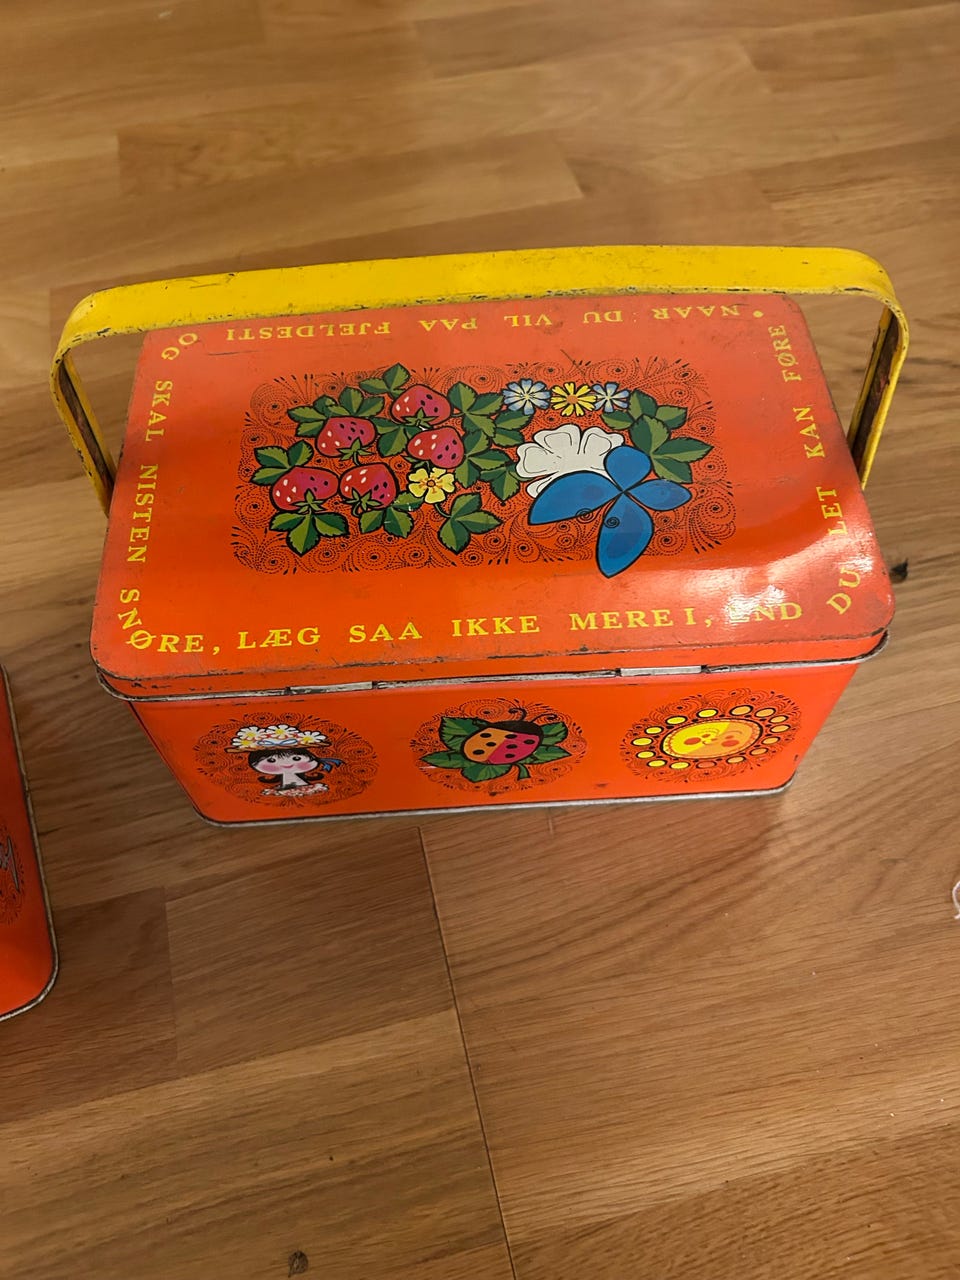 • NAAR DU VIL PAA FJELDESTI
OG SKAL NISTEN SNØRE,
LÆG SAA IKKE MERE I, END
DU LET KAN FØRE